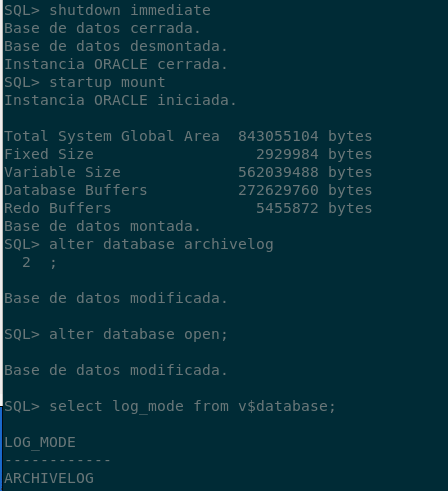 SQL> shutdown immediate
Base de datos cerrada.
Base de datos desmontada.
Instancia ORACLE cerrada.
SQL> startup mount
Instancia ORACLE iniciada.

Total System Global Area  843055104 bytes
Fixed Size                  2929984 bytes
Variable Size             562039488 bytes
Database Buffers          272629760 bytes
Redo Buffers                5455872 bytes
Base de datos montada.
SQL> alter database archivelog
  2  ;

Base de datos modificada.

SQL> alter database open;

Base de datos modificada.

SQL> select log_mode from v$database;

LOG_MODE
------------
ARCHIVELOG